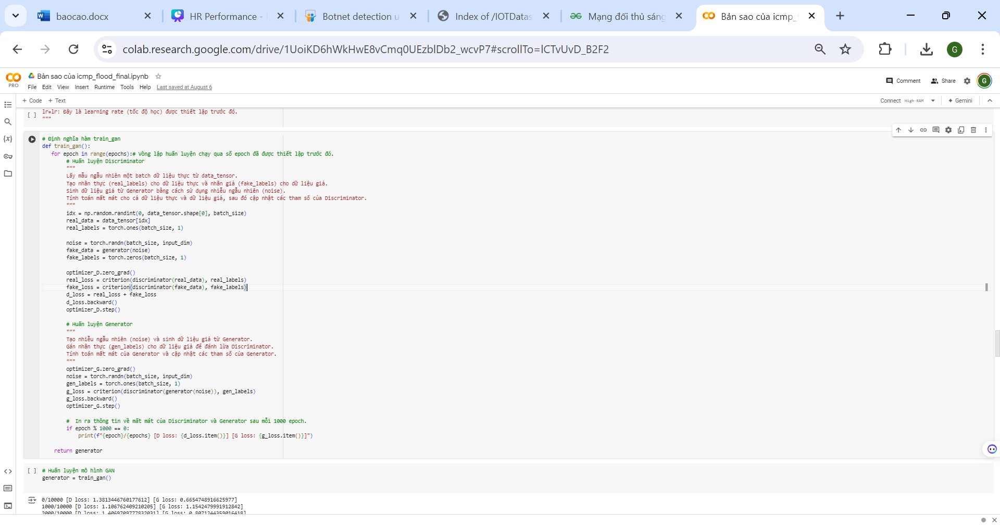 baocao.docx
HR Performance -
Botnet detection u
Index of /IOTDatas
Mạng đối thủ sáng
Bản sao của icmp_
colab.research.google.com/drive/1UoiKD6hWkHwE8vCmq0UEzblDb2_wcvP7#scrollTo=lCTvUvD_B2F2
G
CO
PRO
Bản sao của icmp_flood_final.ipynb
File Edit View Insert Runtime Tools Help Last saved at August 6
Comment Share G
+ Code + Text
Connect High-RAM Gemini
lr=lr: Đây là learning rate (tốc độ học) được thiết lập trước đó.
[ ] """
# Định nghĩa hàm train_gan
def train_gan():
for epoch in range(epochs):# Vòng lặp huấn luyện chạy qua số epoch đã được thiết lập trước đó.
# Huấn luyện Discriminator
"""
Lấy mẫu ngẫu nhiên một batch dữ liệu thực từ data_tensor.
Tạo nhãn thực (real_labels) cho dữ liệu thực và nhãn giả (fake_labels) cho dữ liệu giả.
Sinh dữ liệu giả từ Generator bằng cách sử dụng nhiễu ngẫu nhiên (noise).
Tính toán mất mát cho cả dữ liệu thực và dữ liệu giả, sau đó cập nhật các tham số của Discriminator.
"""
idx = np.random.randint(0, data_tensor.shape[0], batch_size)
real_data = data_tensor[idx]
real_labels = torch.ones(batch_size, 1)
noise = torch.randn(batch_size, input_dim)
fake_data = generator(noise)
fake_labels = torch.zeros(batch_size, 1)
optimizer_D.zero_grad()
real_loss = criterion(discriminator(real_data), real_labels)
fake_loss = criterion(discriminator(fake_data), fake_labels)
d_loss = real_loss + fake_loss
d_loss.backward()
optimizer_D.step()
# Huấn luyện Generator
"""
Tạo nhiễu ngẫu nhiên (noise) và sinh dữ liệu giả từ Generator.
Gán nhãn thực (gen_labels) cho dữ liệu giả để đánh lừa Discriminator.
Tính toán mất mát của Generator và cập nhật các tham số của Generator.
"""
optimizer_G.zero_grad()
noise = torch.randn(batch_size, input_dim)
gen_labels = torch.ones(batch_size, 1)
g_loss = criterion(discriminator(generator(noise)), gen_labels)
g_loss.backward()
optimizer_G.step()
# In ra thông tin về mất mát của Discriminator và Generator sau mỗi 1000 epoch.
if epoch % 1000 == 0:
print(f"{epoch}/{epochs} [D loss: {d_loss.item()}] [G loss: {g_loss.item()}]")
return generator
[ ] # Huấn luyện mô hình GAN
generator = train_gan()
0/10000 [D loss: 1.3813446760177612] [G loss: 0.6654748916625977]
1000/10000 [D loss: 1.106762409210205] [G loss: 1.1542479991912842]
2000/10000 [D loss: 1.4069709777832031] [G loss: 0.8071244359016418]